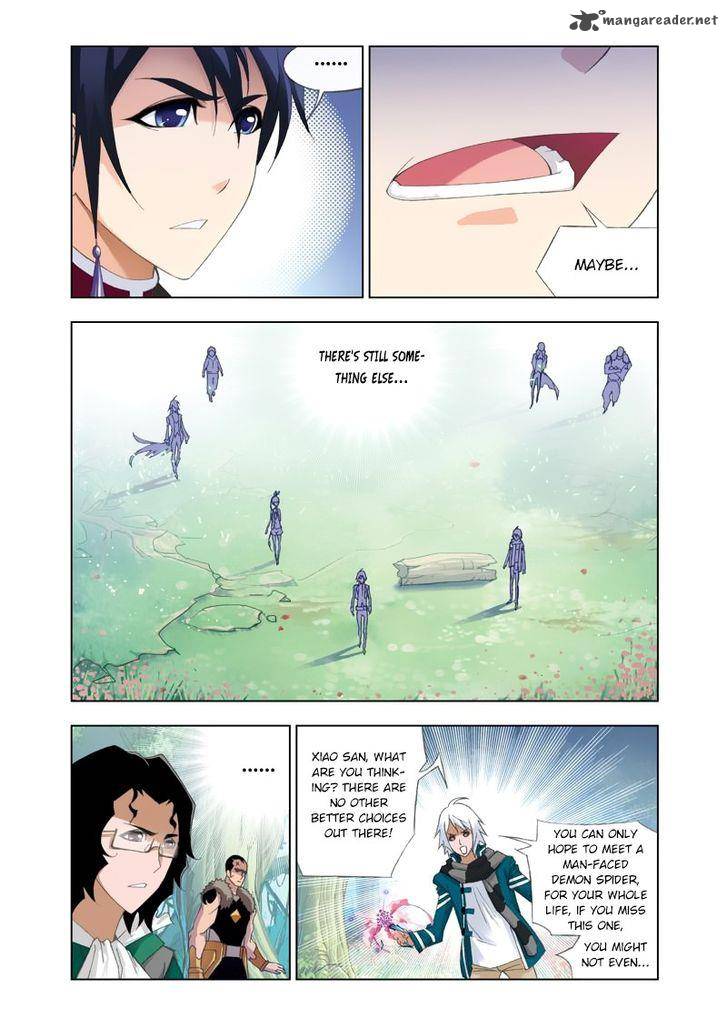 mangareader.net
......
MAYBE...
THERE'S STILL SOME-
THING ELSE...
......
XIAO SAN, WHAT
ARE YOU THINK-
ING? THERE ARE
NO OTHER
BETTER CHOICES
OUT THERE!
YOU CAN ONLY
HOPE TO MEET A
MAN-FACED
DEMON SPIDER,
FOR YOUR WHOLE
LIFE, IF YOU MISS
THIS ONE,
YOU MIGHT
NOT EVEN...